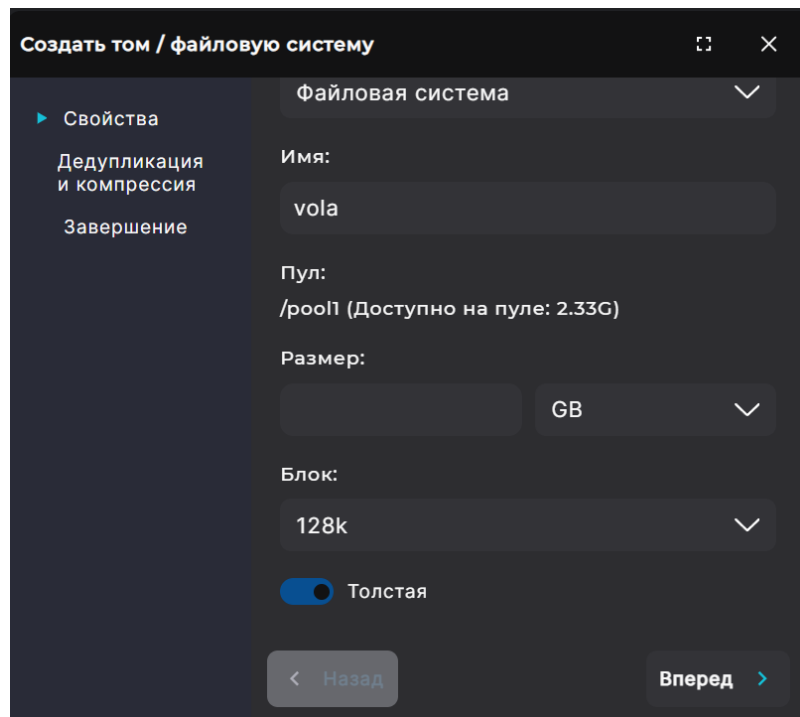 Создать том / файловую систему
Свойства
Дедупликация
и компрессия
Завершение
Файловая система
Имя:
vola
Пул:
/pool1 (Доступно на пуле: 2.33G)
Размер:
GB
Блок:
128k
Толстая
Назад
Вперед